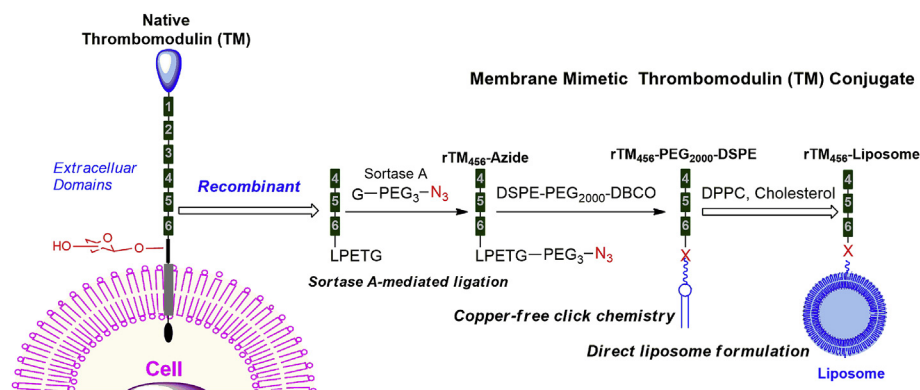 Native
Thrombomodulin (TM)
Membrane Mimetic Thrombomodulin (TM) Conjugate
1
2
3
4
5
6
Extracelluar
Domains
Recombinant
HO
O
O
Cell
4
5
6
LPETG
Sortase A
G—PEG3—N3
Sortase A-mediated ligation
rTM456-Azide
4
5
6
LPETG—PEG3—N3
DSPE-PEG2000-DBCO
Copper-free click chemistry
rTM456-PEG2000-DSPE
4
5
6
X
DPPC, Cholesterol
Direct liposome formulation
rTM456-Liposome
4
5
6
X
Liposome